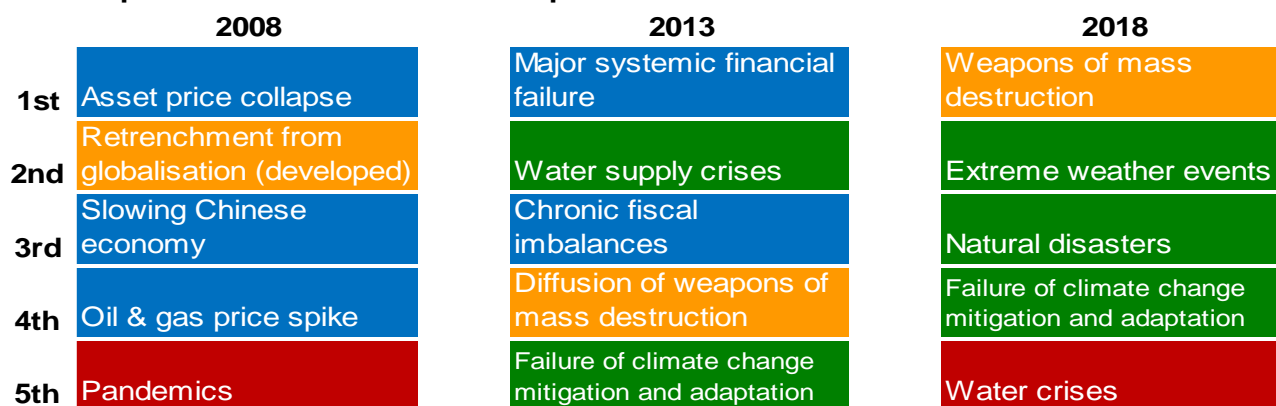 2008 2013 2018
1st Asset price collapse
Major systemic financial
failure
Weapons of mass
destruction
2nd Retrenchment from
globalisation (developed)
Water supply crises
Extreme weather events
3rd Slowing Chinese
economy
Chronic fiscal
imbalances
Natural disasters
4th Oil & gas price spike
Diffusion of weapons of
mass destruction
Failure of climate change
mitigation and adaptation
5th Pandemics
Failure of climate change
mitigation and adaptation
Water crises